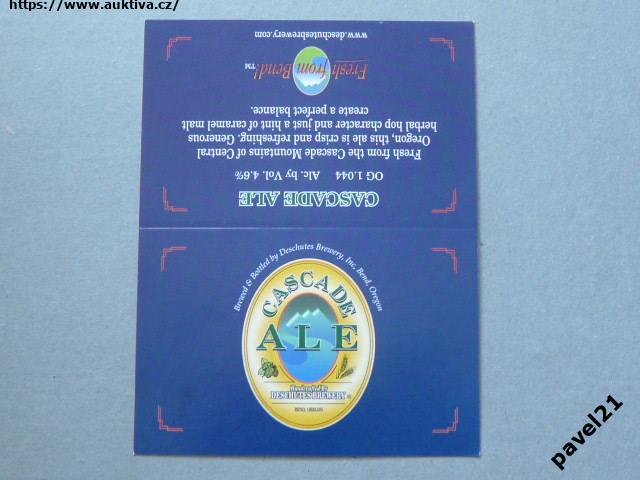 https://www.auktiva.cz/
www.deschutesbrewery.com
Fresh from Bend!™
CASCADE ALE
OG 1.044 Alc. by Vol. 4.6%
Fresh from the Cascade Mountains of Central
Oregon, this ale is crisp and refreshing. Generous
herbal hop character and just a hint of caramel malt
create a perfect balance.
Brewed & Bottled by Deschutes Brewery, Inc, Bend, Oregon
CASCADE
ALE
Handcrafted By
DESCHUTES BREWERY
BEND, OREGON
pavel21